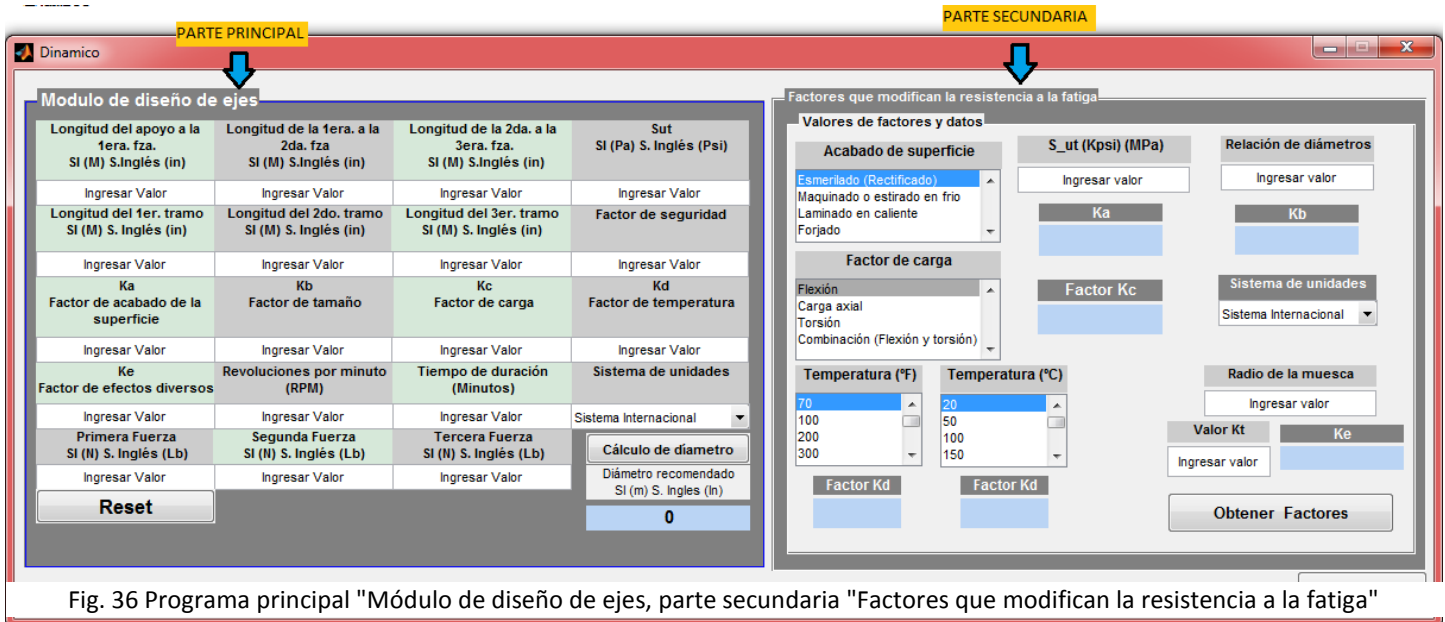 PARTE PRINCIPAL
PARTE SECUNDARIA
Dinamico
Modulo de diseño de ejes
Longitud del apoyo a la
1era. fza.
SI (M) S.Inglés (in)
Longitud de la 1era. a la
2da. fza
SI (M) S.Inglés (in)
Longitud de la 2da. a la
3era. fza.
SI (M) S.Inglés (in)
Sut
SI (Pa) S. Inglés (Psi)
Ingresar Valor
Ingresar Valor
Ingresar Valor
Ingresar Valor
Longitud del 1er. tramo
SI (M) S. Inglés (in)
Longitud del 2do. tramo
SI (M) S. Inglés (in)
Longitud del 3er. tramo
SI (M) S. Inglés (in)
Factor de seguridad
Ingresar Valor
Ingresar Valor
Ingresar Valor
Ingresar Valor
Ka
Factor de acabado de la
superficie
Kb
Factor de tamaño
Kc
Factor de carga
Kd
Factor de temperatura
Ingresar Valor
Ingresar Valor
Ingresar Valor
Ingresar Valor
Ke
Factor de efectos diversos
Revoluciones por minuto
(RPM)
Tiempo de duración
(Minutos)
Sistema de unidades
Ingresar Valor
Ingresar Valor
Ingresar Valor
Sistema Internacional
Primera Fuerza
SI (N) S. Inglés (Lb)
Segunda Fuerza
SI (N) S. Inglés (Lb)
Tercera Fuerza
SI (N) S. Inglés (Lb)
Cálculo de díametro
Ingresar Valor
Ingresar Valor
Ingresar Valor
Diámetro recomendado
SI (m) S. Ingles (In)
Reset
0
Factores que modifican la resistencia a la fatiga
Valores de factores y datos
Acabado de superficie
S_ut (Kpsi) (MPa)
Relación de diámetros
Esmerilado (Rectificado)
Maquinado o estirado en frio
Laminado en caliente
Forjado
Ingresar valor
Ingresar valor
Ka
Kb
Factor de carga
Flexión
Carga axial
Torsión
Combinación (Flexión y torsión)
Factor Kc
Sistema de unidades
Sistema Internacional
Temperatura (ºF)
Temperatura (ºC)
Radio de la muesca
70
100
200
300
20
50
100
150
Ingresar valor
Valor Kt
Ke
Ingresar valor
Factor Kd
Factor Kd
Obtener Factores
Fig. 36 Programa principal "Módulo de diseño de ejes, parte secundaria "Factores que modifican la resistencia a la fatiga"